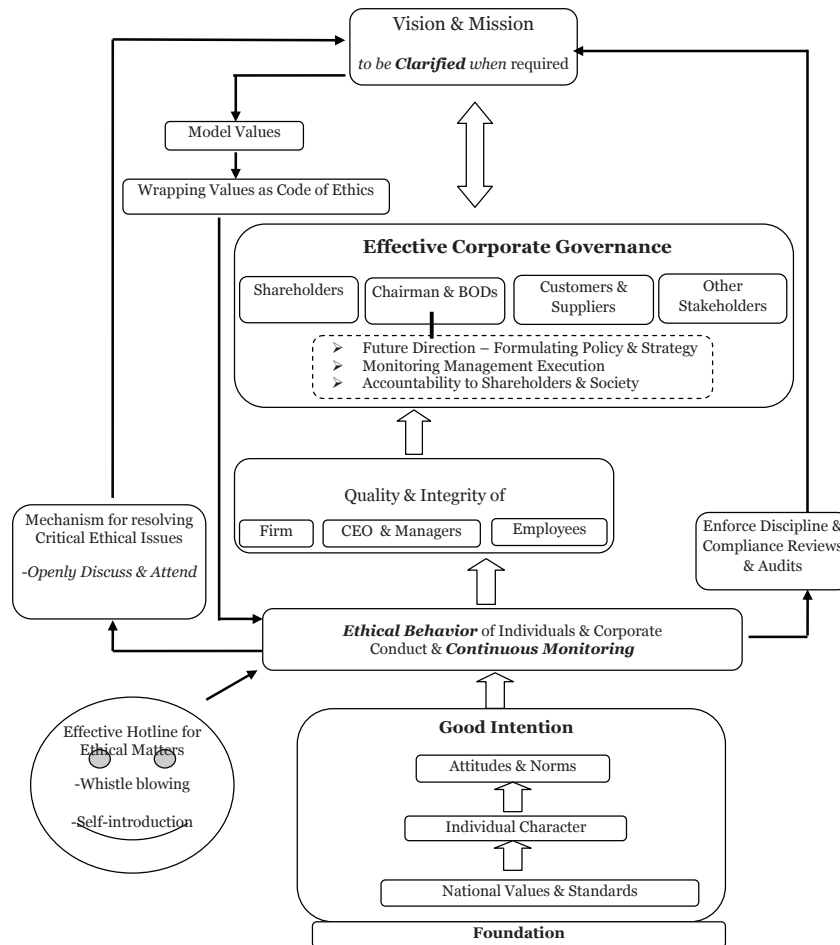 Vision & Mission
to be Clarified when required
Model Values
Wrapping Values as Code of Ethics
Effective Corporate Governance
Shareholders
Chairman & BODs
Customers &
Suppliers
Other
Stakeholders
➢ Future Direction – Formulating Policy & Strategy
➢ Monitoring Management Execution
➢ Accountability to Shareholders & Society
Quality & Integrity of
Firm
CEO & Managers
Employees
Mechanism for resolving
Critical Ethical Issues
-Openly Discuss & Attend
Enforce Discipline &
Compliance Reviews
& Audits
Ethical Behavior of Individuals & Corporate
Conduct & Continuous Monitoring
Effective Hotline for
Ethical Matters
-Whistle blowing
-Self-introduction
Good Intention
Attitudes & Norms
Individual Character
National Values & Standards
Foundation